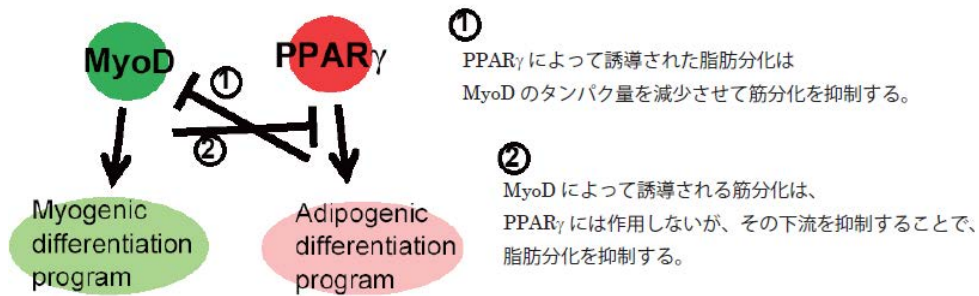 MyoD
PPARγ
①
②
Myogenic
differentiation
program
Adipogenic
differentiation
program
①
PPARγ によって誘導された脂肪分化は
MyoD のタンパク量を減少させて筋分化を抑制する。
②
MyoD によって誘導される筋分化は、
PPARγ には作用しないが、その下流を抑制することで、
脂肪分化を抑制する。